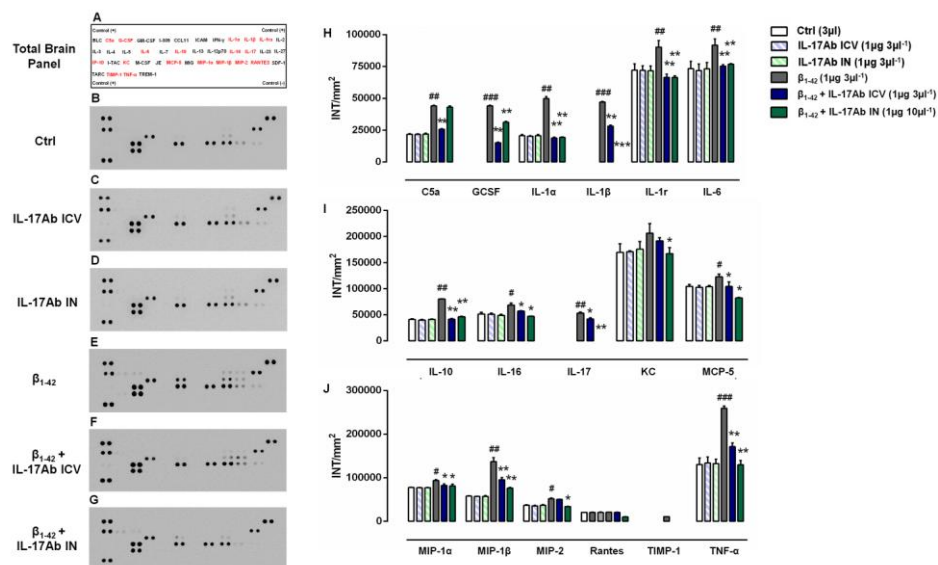 A
Control (+) Control (+)
BLC C5a G-CSF GM-CSF I-309 CCL11 ICAM IFN-γ IL-1α IL-1β IL-1ra IL-2
IL-3 IL-4 IL-5 IL-6 IL-7 IL-10 IL-13 IL-12p70 IL-16 IL-17 IL-23 IL-27
IP-10 I-TAC KC M-CSF JE MCP-5 MIG MIP-1α MIP-1β MIP-2 RANTES SDF-1
TARC TIMP-1 TNF-α TREM-1
Control (+) Control (-)
Total Brain
Panel
B
Ctrl
C
IL-17Ab ICV
D
IL-17Ab IN
E
β1-42
F
β1-42 +
IL-17Ab ICV
G
β1-42 +
IL-17Ab IN
H
INT/mm²
100000
75000
50000
25000
0
## ** ### ** ** ## ** ** ## ** *** ## ** ** ## ** **
C5a GCSF IL-1α IL-1β IL-1r IL-6
I
INT/mm²
250000
200000
150000
100000
50000
0
## ** ** # * * ## * ** * # * *
IL-10 IL-16 IL-17 KC MCP-5
J
INT/mm²
300000
200000
100000
0
# * * ## ** ** # * ### ** **
MIP-1α MIP-1β MIP-2 Rantes TIMP-1 TNF-α
Ctrl (3μl)
IL-17Ab ICV (1μg 3μl⁻¹)
IL-17Ab IN (1μg 3μl⁻¹)
β1-42 (1μg 3μl⁻¹)
β1-42 + IL-17Ab ICV (1μg 3μl⁻¹)
β1-42 + IL-17Ab IN (1μg 10μl⁻¹)